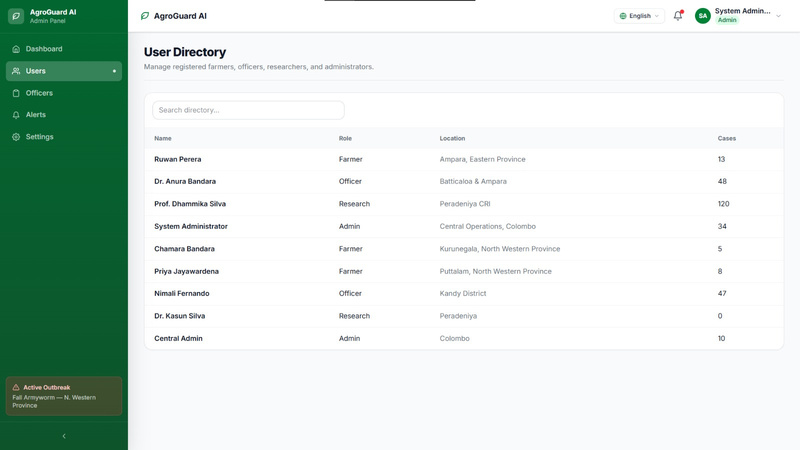 AgroGuard AI
Admin Panel
Dashboard
Users
Officers
Alerts
Settings
Active Outbreak
Fall Armyworm — N. Western
Province
AgroGuard AI
English
SA
System Admin...
Admin
User Directory
Manage registered farmers, officers, researchers, and administrators.
Search directory...
Name Role Location Cases
Ruwan Perera Farmer Ampara, Eastern Province 13
Dr. Anura Bandara Officer Batticaloa & Ampara 48
Prof. Dhammika Silva Research Peradeniya CRI 120
System Administrator Admin Central Operations, Colombo 34
Chamara Bandara Farmer Kurunegala, North Western Province 5
Priya Jayawardena Farmer Puttalam, North Western Province 8
Nimali Fernando Officer Kandy District 47
Dr. Kasun Silva Research Peradeniya 0
Central Admin Admin Colombo 10